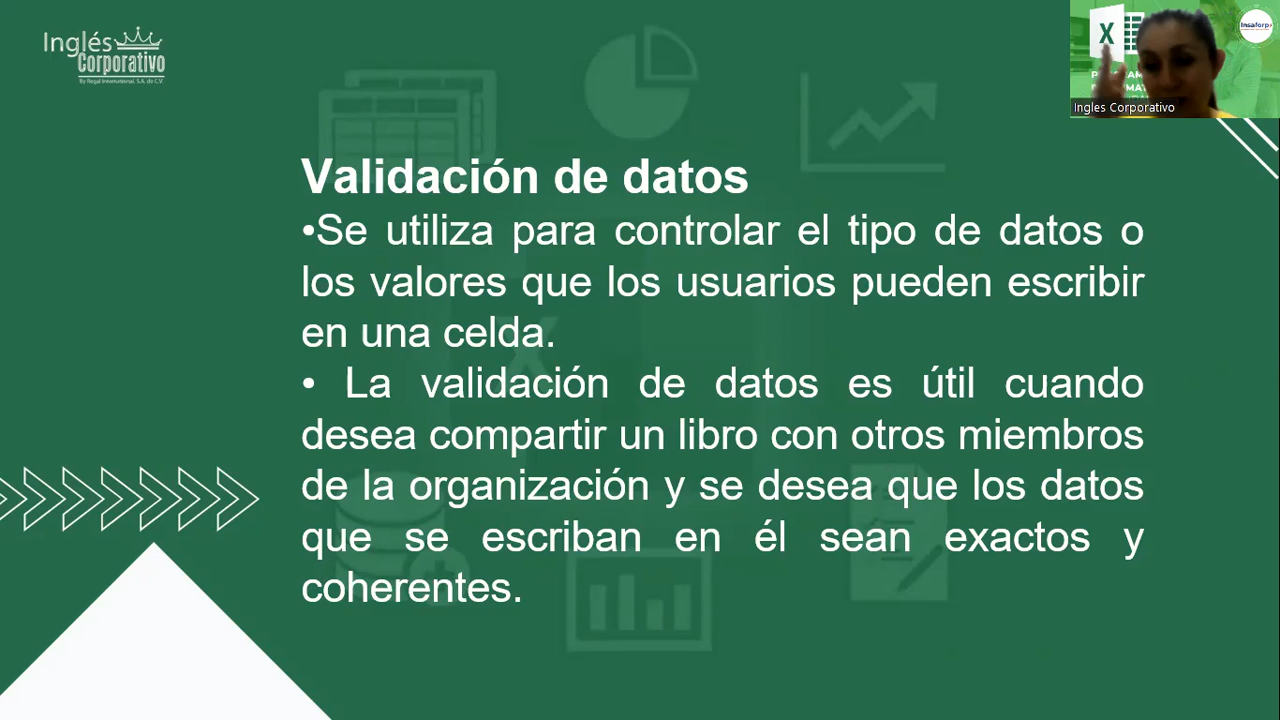 Inglés
Corporativo
By Regal International, S.A. de C.V.
X
Insaforp
Ingles Corporativo
Validación de datos
•Se utiliza para controlar el tipo de datos o
los valores que los usuarios pueden escribir
en una celda.
• La validación de datos es útil cuando
desea compartir un libro con otros miembros
de la organización y se desea que los datos
que se escriban en él sean exactos y
coherentes.